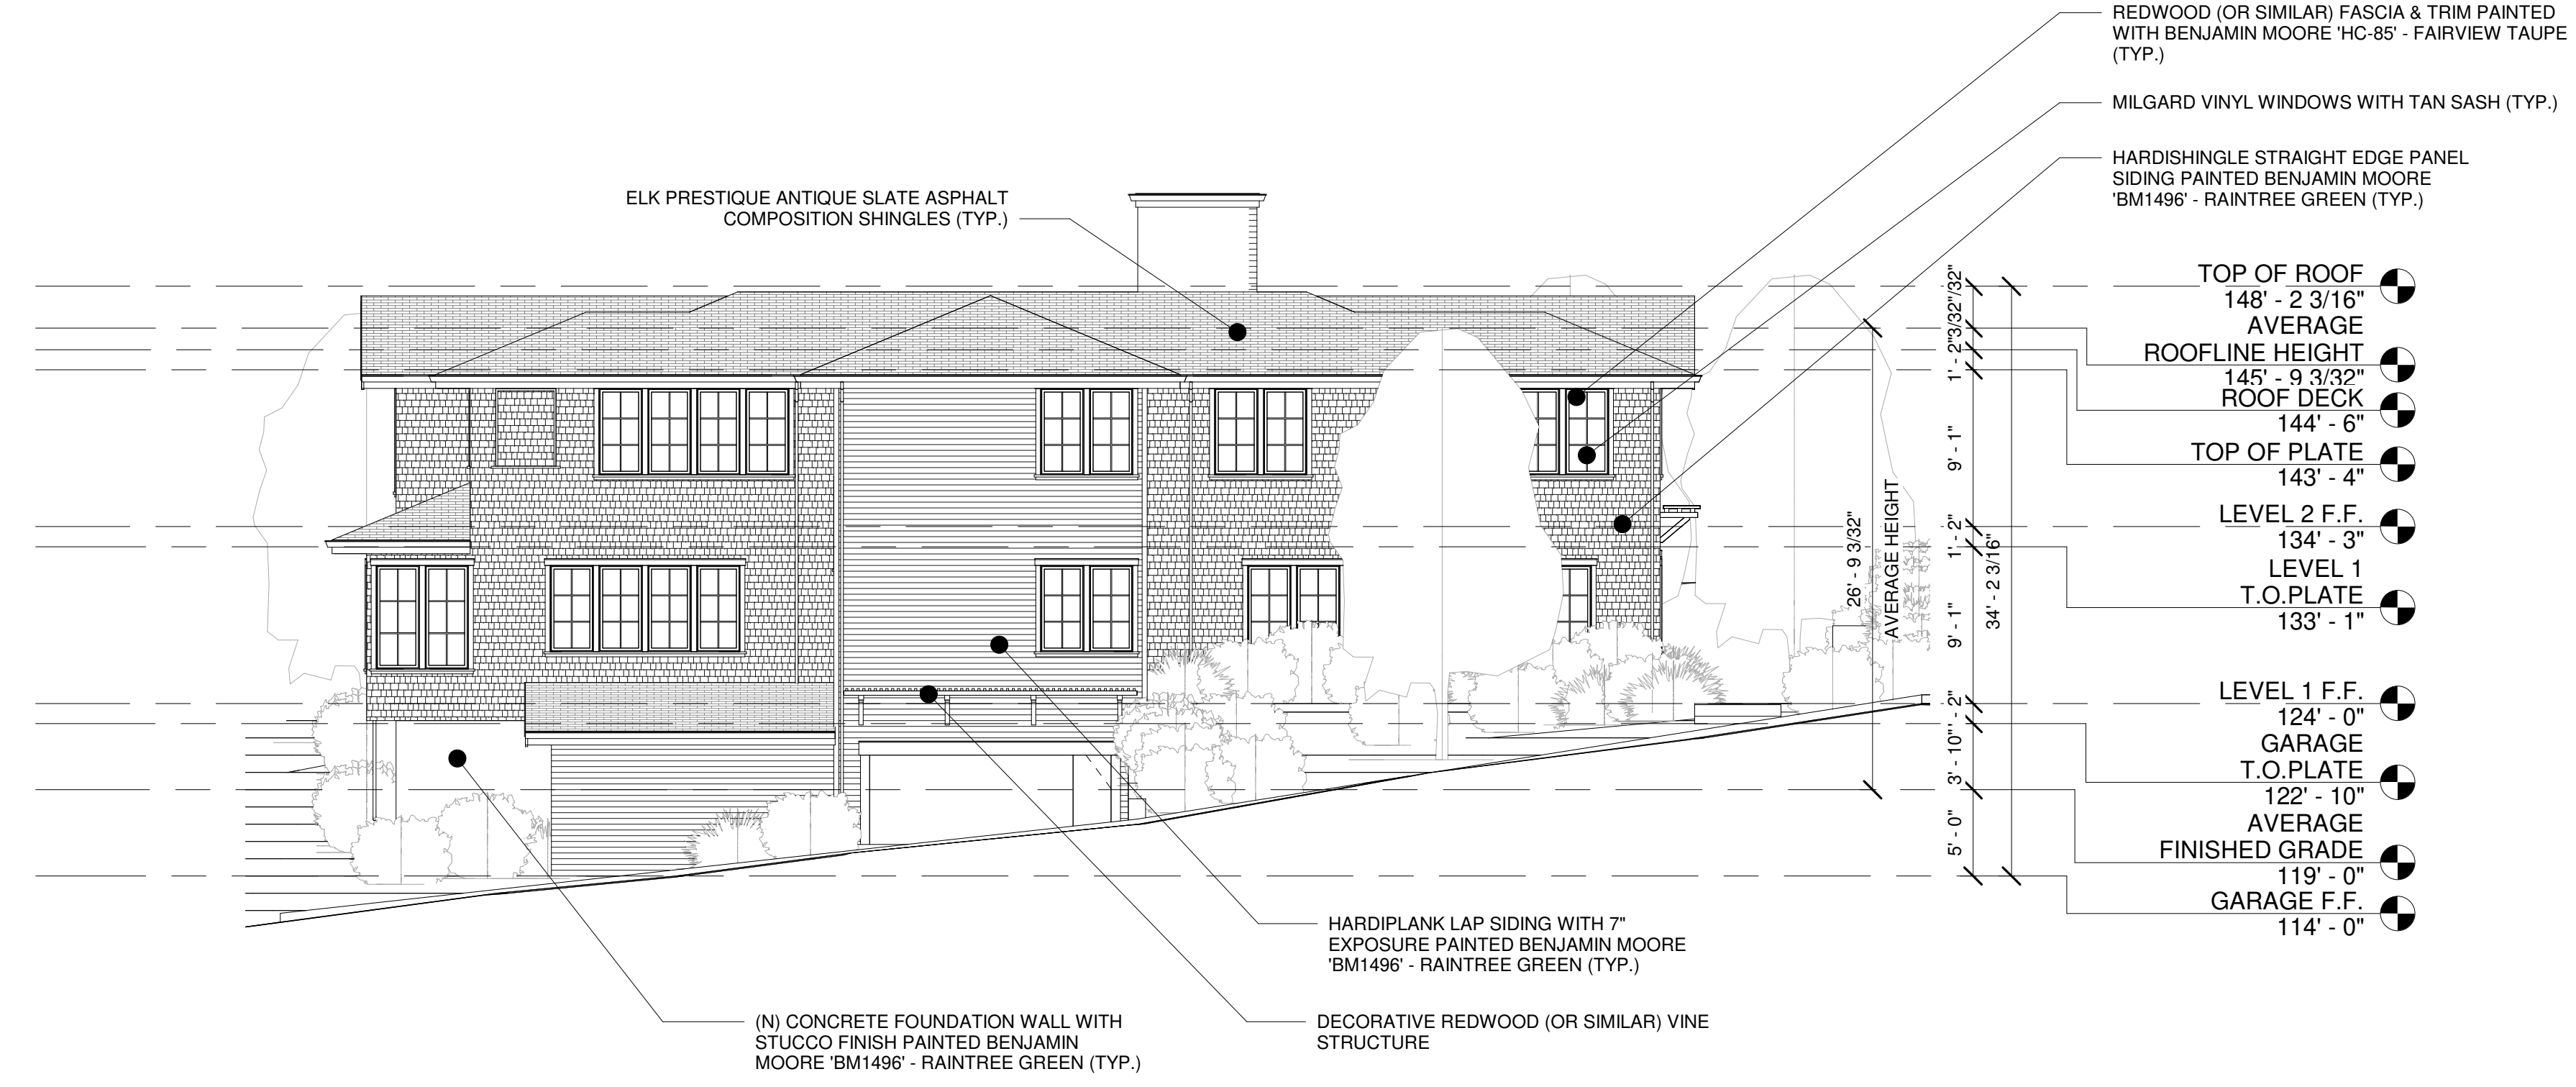 REDWOOD (OR SIMILAR) FASCIA & TRIM PAINTED
WITH BENJAMIN MOORE 'HC-85' - FAIRVIEW TAUPE
(TYP.)
MILGARD VINYL WINDOWS WITH TAN SASH (TYP.)
HARDISHINGLE STRAIGHT EDGE PANEL
SIDING PAINTED BENJAMIN MOORE
'BM1496' - RAINTREE GREEN (TYP.)
ELK PRESTIQUE ANTIQUE SLATE ASPHALT
COMPOSITION SHINGLES (TYP.)
TOP OF ROOF
148' - 2 3/16"
AVERAGE
ROOFLINE HEIGHT
145' - 9 3/32"
ROOF DECK
144' - 6"
TOP OF PLATE
143' - 4"
LEVEL 2 F.F.
134' - 3"
LEVEL 1
T.O.PLATE
133' - 1"
LEVEL 1 F.F.
124' - 0"
GARAGE
T.O.PLATE
122' - 10"
AVERAGE
FINISHED GRADE
119' - 0"
GARAGE F.F.
114' - 0"
1' - 2"
9' - 1"
1' - 2"
9' - 1"
3' - 10"
5' - 0"
26' - 9 3/32"
AVERAGE HEIGHT
34' - 2 3/16"
HARDIPLANK LAP SIDING WITH 7"
EXPOSURE PAINTED BENJAMIN MOORE
'BM1496' - RAINTREE GREEN (TYP.)
(N) CONCRETE FOUNDATION WALL WITH
STUCCO FINISH PAINTED BENJAMIN
MOORE 'BM1496' - RAINTREE GREEN (TYP.)
DECORATIVE REDWOOD (OR SIMILAR) VINE
STRUCTURE